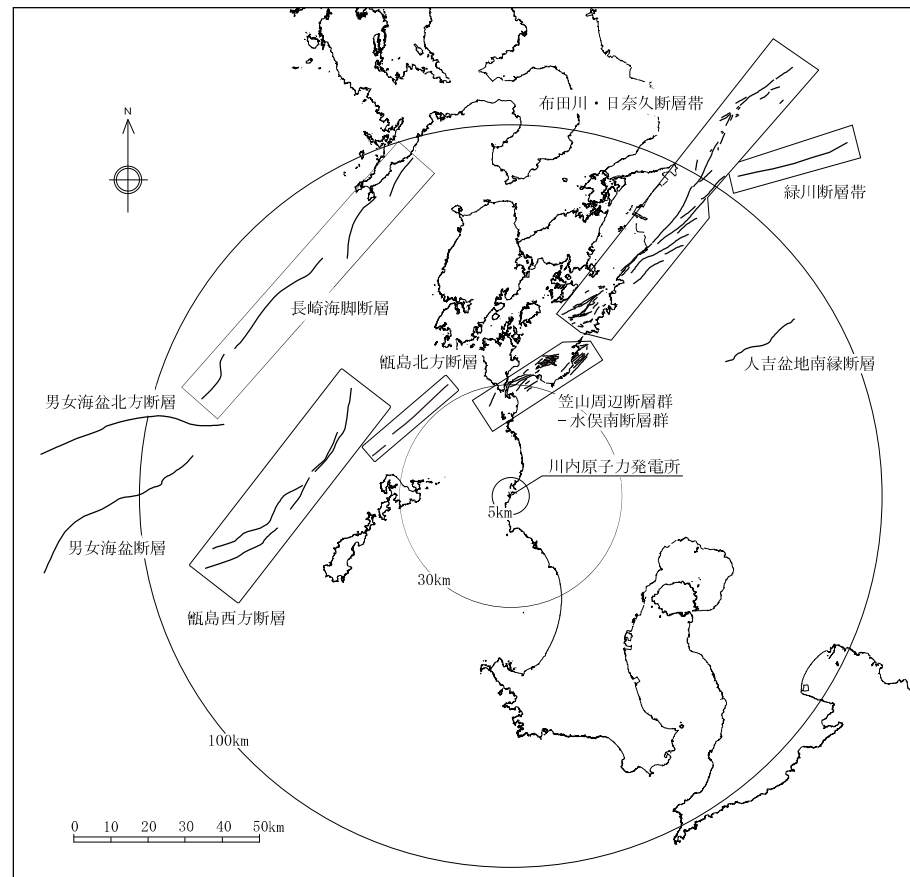 布田川・日奈久断層帯
N
緑川断層帯
長崎海脚断層
甑島北方断層
人吉盆地南縁断層
男女海盆北方断層
笠山周辺断層群
－水俣南断層群
川内原子力発電所
5km
男女海盆断層
30km
甑島西方断層
100km
0 10 20 30 40 50km